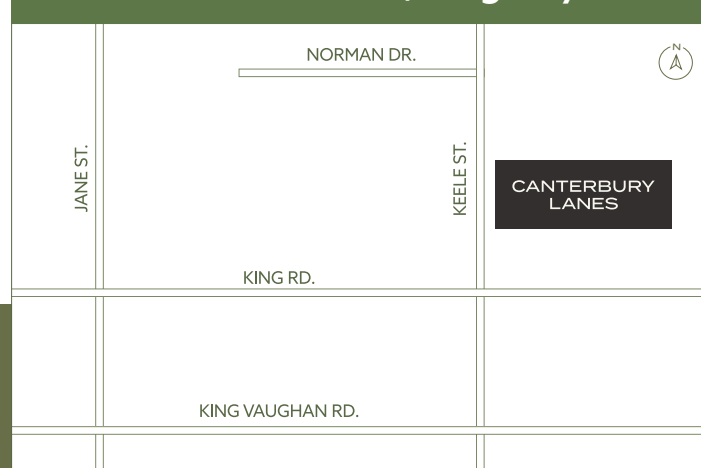 NORMAN DR.
N
JANE ST.
KEELE ST.
CANTERBURY
LANES
KING RD.
KING VAUGHAN RD.